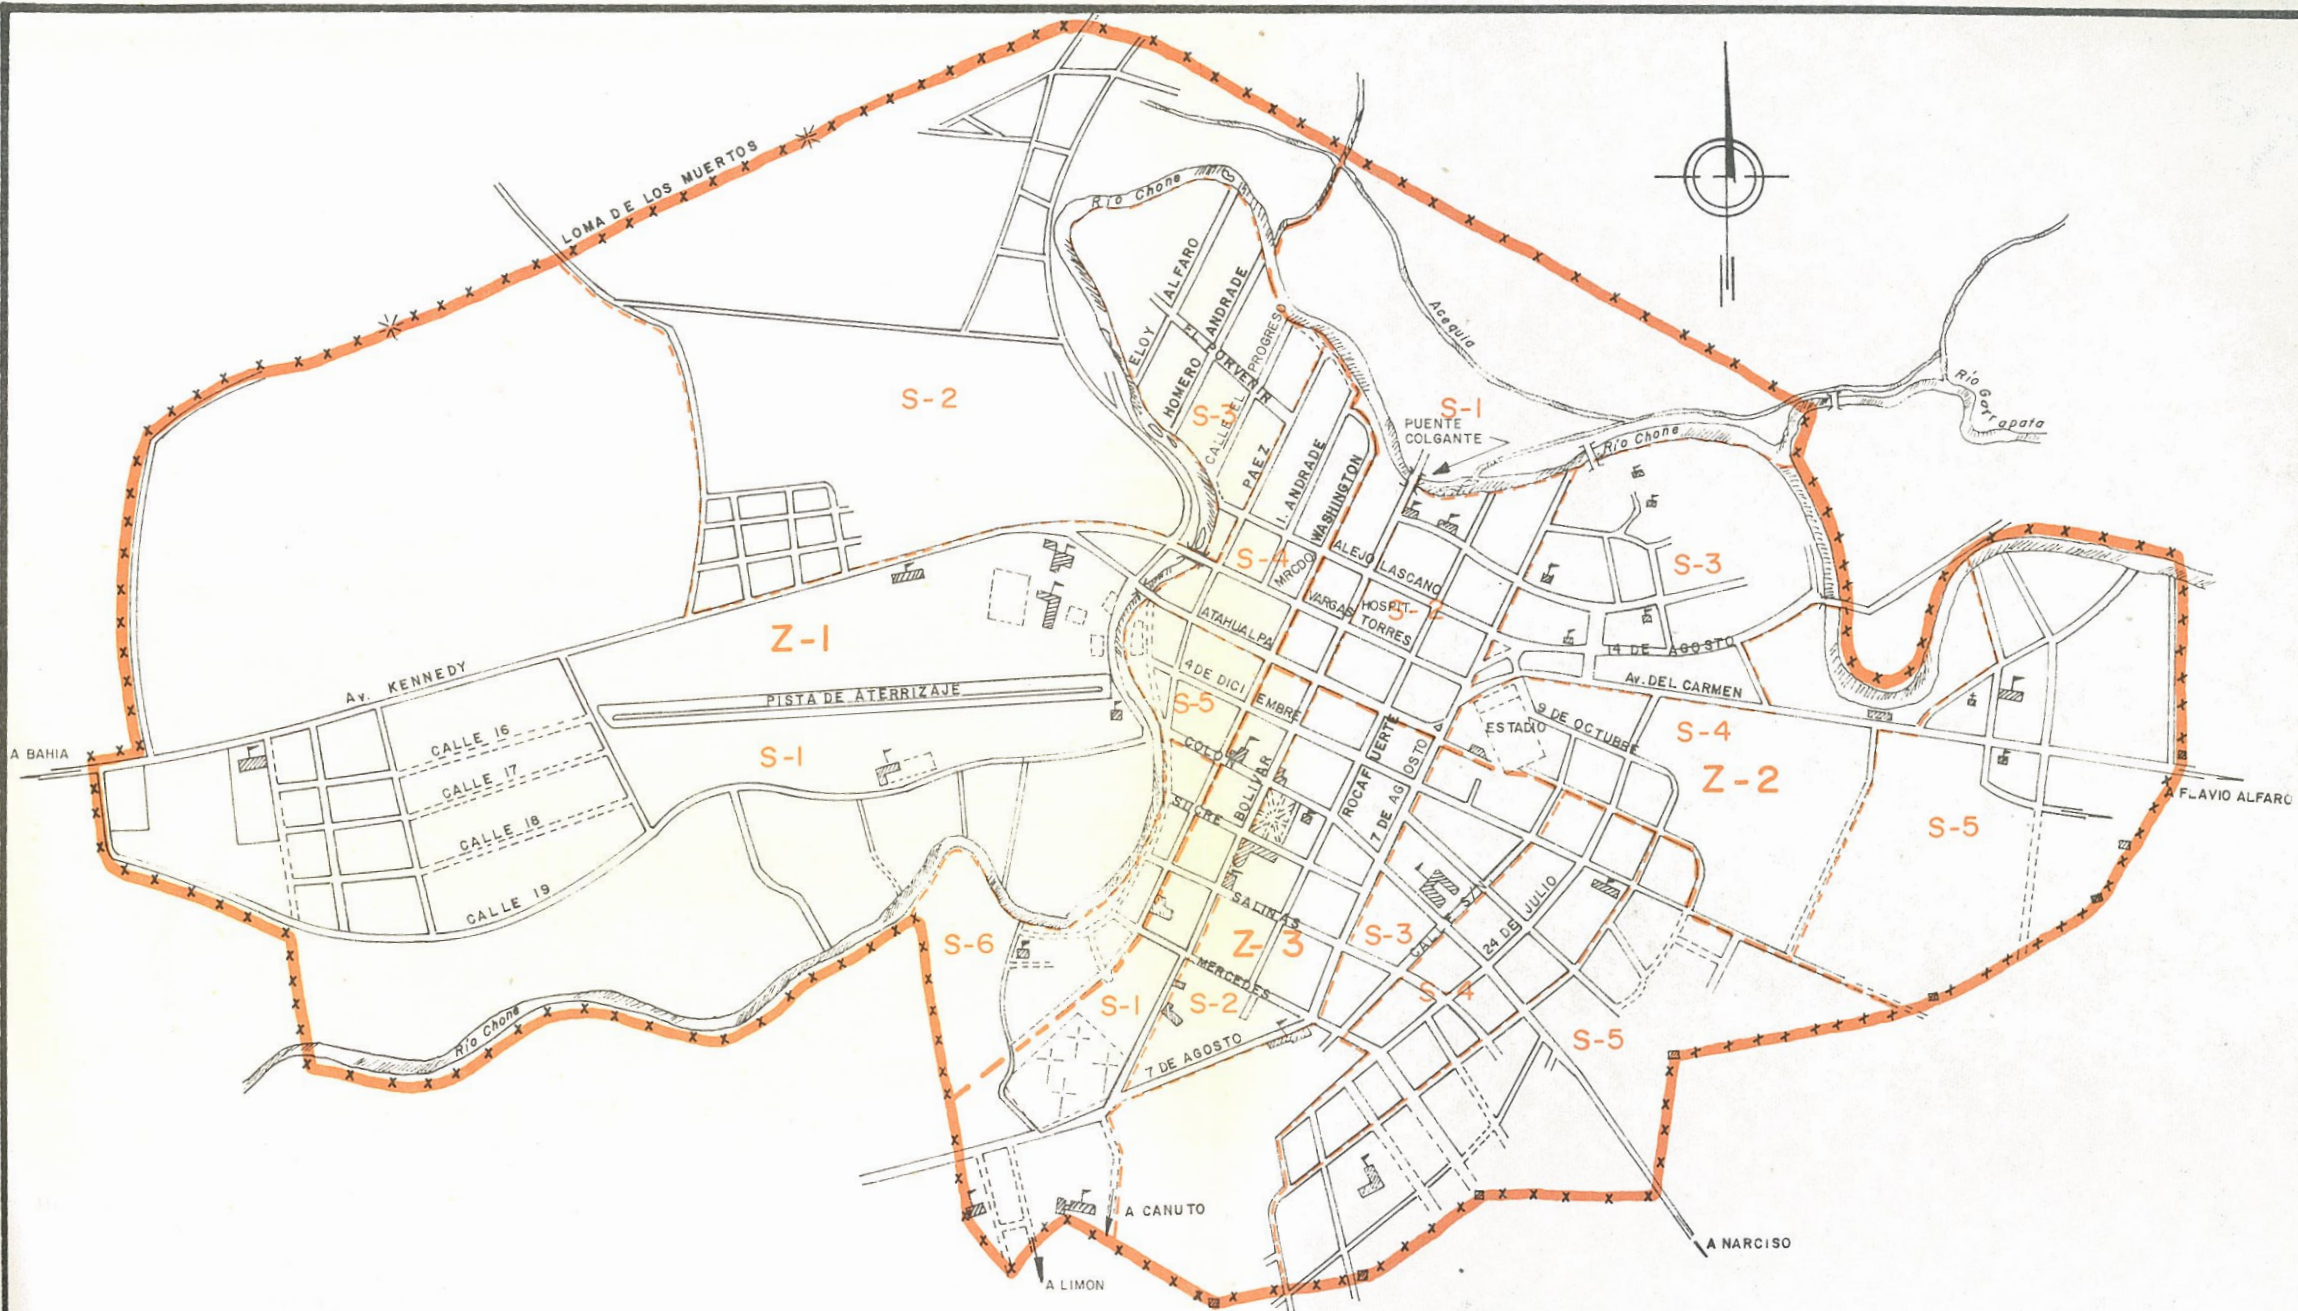 LOMA DE LOS MUERTOS
Río Chone
ELOY ALFARO
HOMERO ANDRADE
EL PORVENIR
CALLE EL PROGRESO
Acequia
Río Garrapata
S-2
S-3
S-1
PUENTE
COLGANTE
Río Chone
PAEZ
I. ANDRADE
WASHINGTON
S-4
MRCDO
ALEJO LASCANO
S-3
VARGAS TORRES
HOSPIT.
S-2
ATAHUALPA
Z-1
14 DE AGOSTO
Av. KENNEDY
4 DE DICIEMBRE
Av. DEL CARMEN
PISTA DE ATERRIZAJE
S-5
9 DE OCTUBRE
ESTADIO
S-4
A BAHIA
CALLE 16
S-1
COLON
BOLIVAR
ROCAFUERTE
7 DE AGOSTO
Z-2
CALLE 17
A FLAVIO ALFARO
SUCRE
CALLE 18
S-5
CALLE 19
SALINAS
24 DE JULIO
S-6
Z-3
S-3
MERCEDES
S-1
S-2
S-4
Río Chone
7 DE AGOSTO
S-5
A CANUTO
A NARCISO
A LIMON